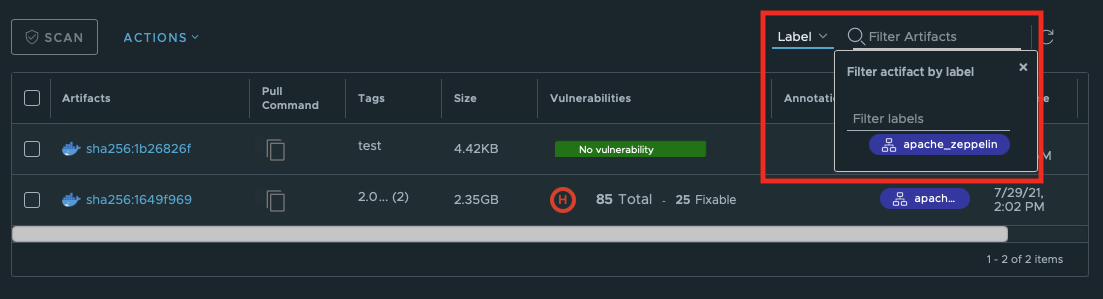 SCAN
ACTIONS
Label
Filter Artifacts
Filter actifact by label
×
Filter labels
apache_zeppelin
Artifacts
Pull
Command
Tags
Size
Vulnerabilities
Annotatio
e
sha256:1b26826f
test
4.42KB
No vulnerability
M
sha256:1649f969
2.0... (2)
2.35GB
H
85 Total - 25 Fixable
apach...
7/29/21,
2:02 PM
1 - 2 of 2 items